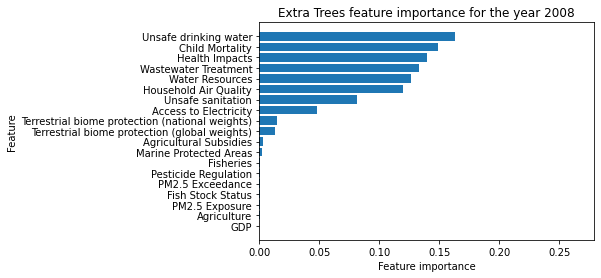 Extra Trees feature importance for the year 2008
Unsafe drinking water
Child Mortality
Health Impacts
Wastewater Treatment
Water Resources
Household Air Quality
Unsafe sanitation
Access to Electricity
Terrestrial biome protection (national weights)
Terrestrial biome protection (global weights)
Agricultural Subsidies
Marine Protected Areas
Fisheries
Pesticide Regulation
PM2.5 Exceedance
Fish Stock Status
PM2.5 Exposure
Agriculture
GDP
Feature
0.00 0.05 0.10 0.15 0.20 0.25
Feature importance